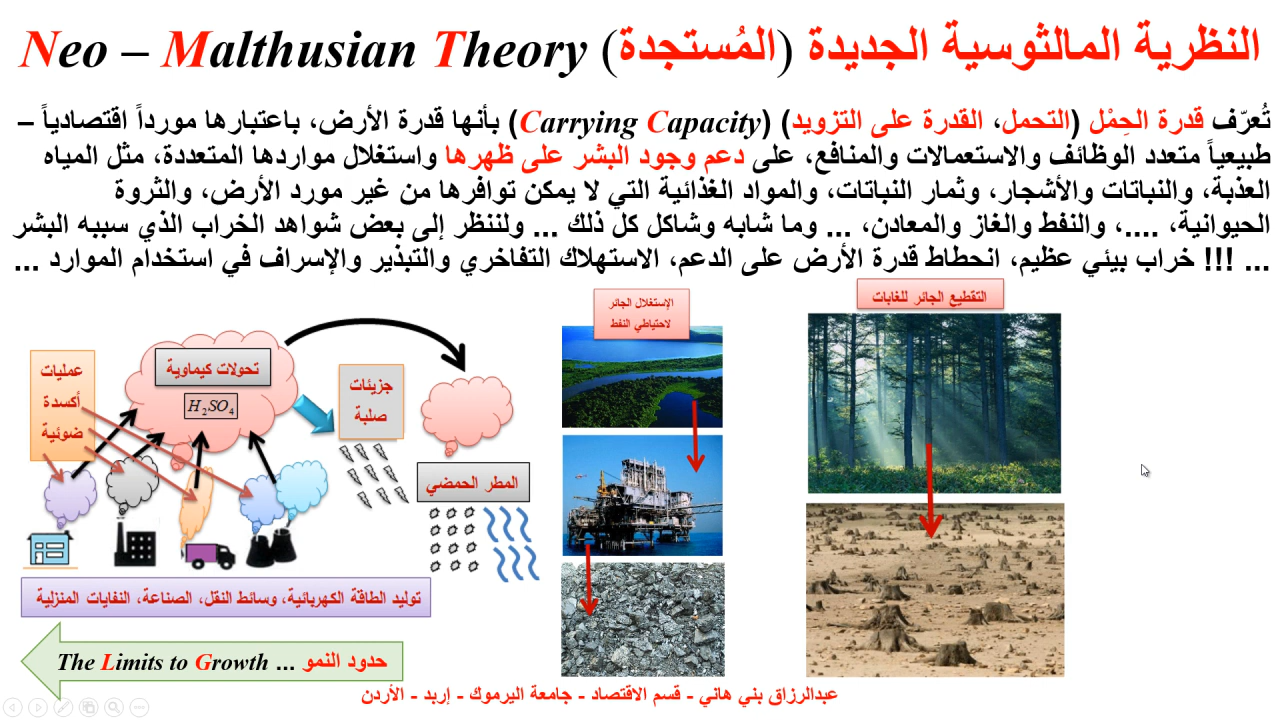 النظرية المالثوسية الجديدة (المُستجدة) Neo – Malthusian Theory
تُعرّف قدرة الحِمْل (التحمل، القدرة على التزويد) (Carrying Capacity) بأنها قدرة الأرض، باعتبارها مورداً اقتصادياً –
طبيعياً متعدد الوظائف والاستعمالات والمنافع، على دعم وجود البشر على ظهرها واستغلال مواردها المتعددة، مثل المياه
العذبة، والنباتات والأشجار، وثمار النباتات، والمواد الغذائية التي لا يمكن توافرها من غير مورد الأرض، والثروة
الحيوانية، ....، والنفط والغاز والمعادن، ... وما شابه وشاكل كل ذلك ... ولننظر إلى بعض شواهد الخراب الذي سببه البشر
... !!! خراب بيئي عظيم، انحطاط قدرة الأرض على الدعم، الاستهلاك التفاخري والتبذير والإسراف في استخدام الموارد ...
التقطيع الجائر للغابات
الإستغلال الجائر
لاحتياطي النفط
تحولات كيماوية
H2SO4
عمليات
أكسدة
ضوئية
جزيئات
صلبة
المطر الحمضي
توليد الطاقة الكهربائية، وسائط النقل، الصناعة، النفايات المنزلية
حدود النمو ... The Limits to Growth
عبدالرزاق بني هاني - قسم الاقتصاد - جامعة اليرموك - إربد - الأردن